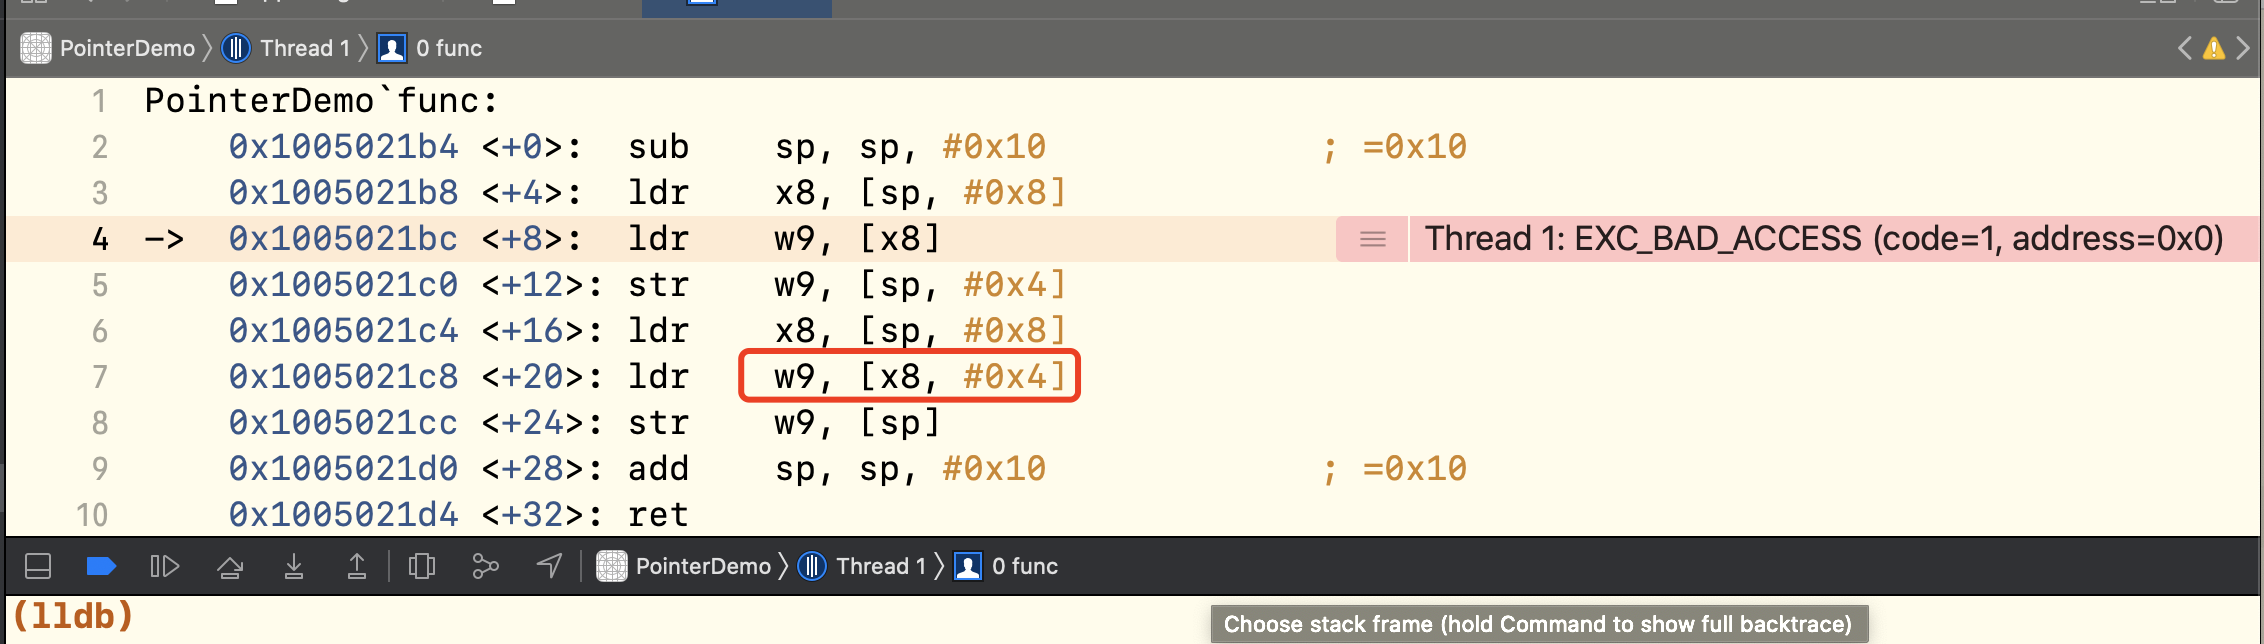 PointerDemo 〉 Thread 1 〉 0 func
1 PointerDemo`func:
2 0x1005021b4 <+0>: sub sp, sp, #0x10 ; =0x10
3 0x1005021b8 <+4>: ldr x8, [sp, #0x8]
4 -> 0x1005021bc <+8>: ldr w9, [x8] Thread 1: EXC_BAD_ACCESS (code=1, address=0x0)
5 0x1005021c0 <+12>: str w9, [sp, #0x4]
6 0x1005021c4 <+16>: ldr x8, [sp, #0x8]
7 0x1005021c8 <+20>: ldr w9, [x8, #0x4]
8 0x1005021cc <+24>: str w9, [sp]
9 0x1005021d0 <+28>: add sp, sp, #0x10 ; =0x10
10 0x1005021d4 <+32>: ret
PointerDemo 〉 Thread 1 〉 0 func
(lldb)
Choose stack frame (hold Command to show full backtrace)